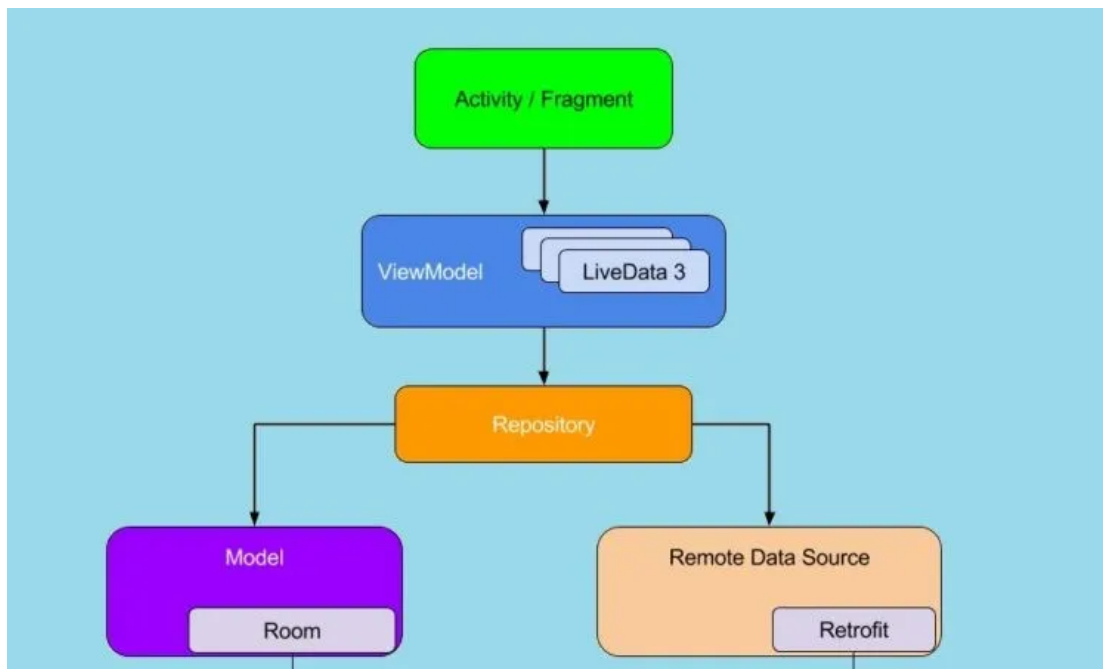 Activity / Fragment
ViewModel
LiveData 3
Repository
Model
Room
Remote Data Source
Retrofit